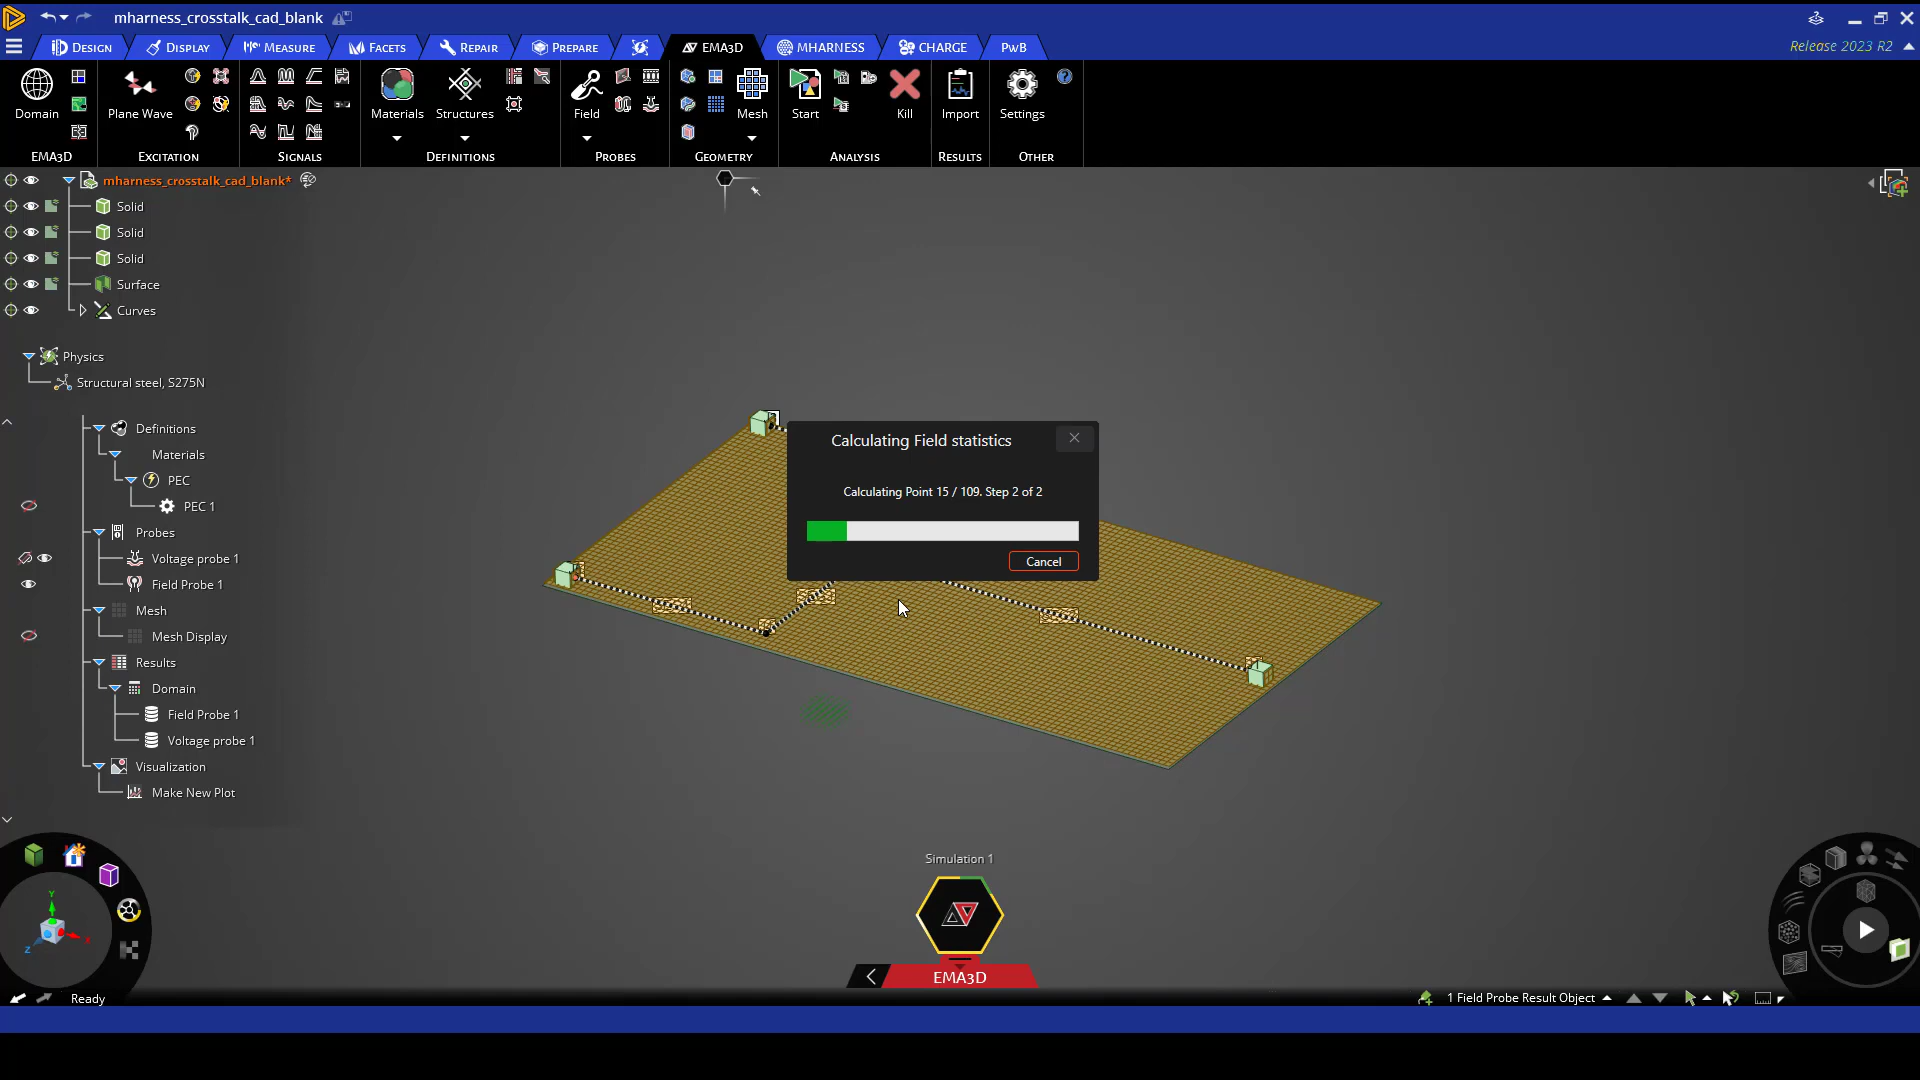 mharness_crosstalk_cad_blank
Design
Display
Measure
Facets
Repair
Prepare
EMA3D
MHARNESS
CHARGE
PWB
Release 2023 R2
Domain
Plane Wave
Materials
Structures
Field
Mesh
Start
Kill
Import
Settings
EMA3D
Excitation
Signals
Definitions
Probes
Geometry
Analysis
Results
Other
mharness_crosstalk_cad_blank*
Solid
Solid
Solid
Surface
Curves
Physics
Structural steel, S275N
Definitions
Materials
PEC
PEC 1
Probes
Voltage probe 1
Field Probe 1
Mesh
Mesh Display
Results
Domain
Field Probe 1
Voltage probe 1
Visualization
Make New Plot
Calculating Field statistics
Calculating Point 15 / 109. Step 2 of 2
Cancel
Simulation 1
EMA3D
Y
X
Z
Ready
1 Field Probe Result Object